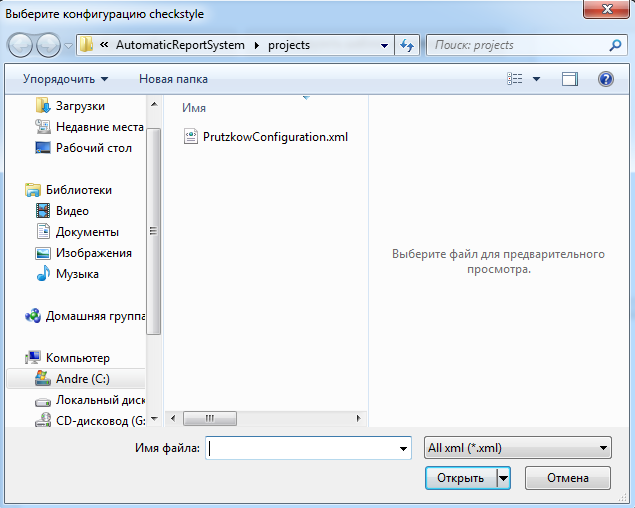 Выберите конфигурацию checkstyle
« AutomaticReportSystem projects
Поиск: projects
Упорядочить Новая папка
Загрузки
Недавние места
Рабочий стол
Библиотеки
Видео
Документы
Изображения
Музыка
Домашняя группа
Компьютер
Andre (C:)
Локальный диск
CD-дисковод (G:
Имя
PrutzkowConfiguration.xml
Выберите файл для предварительного
просмотра.
Имя файла:
All xml (*.xml)
Открыть
Отмена